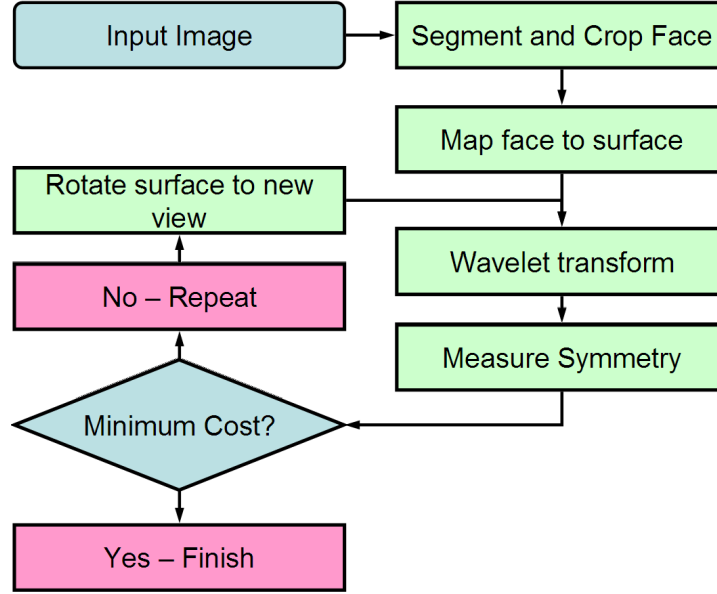 Input Image
Segment and Crop Face
Map face to surface
Rotate surface to new
view
Wavelet transform
No – Repeat
Measure Symmetry
Minimum Cost?
Yes – Finish